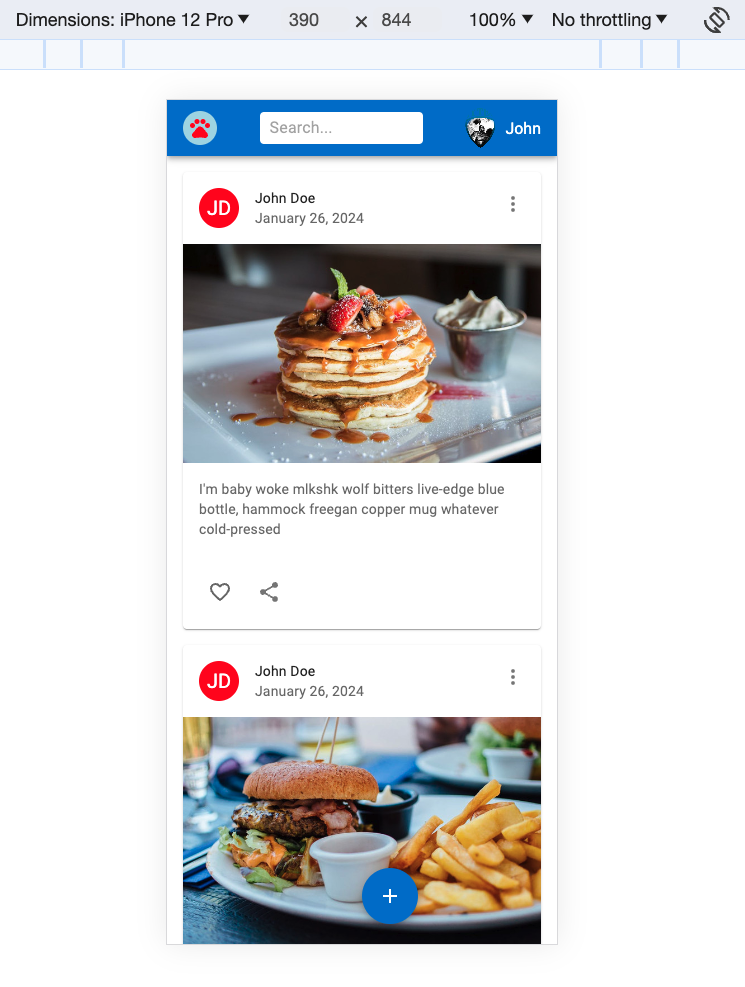 Dimensions: iPhone 12 Pro ▼ 390 × 844 100% ▼ No throttling ▼
Search... John
JD John Doe
January 26, 2024
I'm baby woke mlkshk wolf bitters live-edge blue
bottle, hammock freegan copper mug whatever
cold-pressed
JD John Doe
January 26, 2024
+